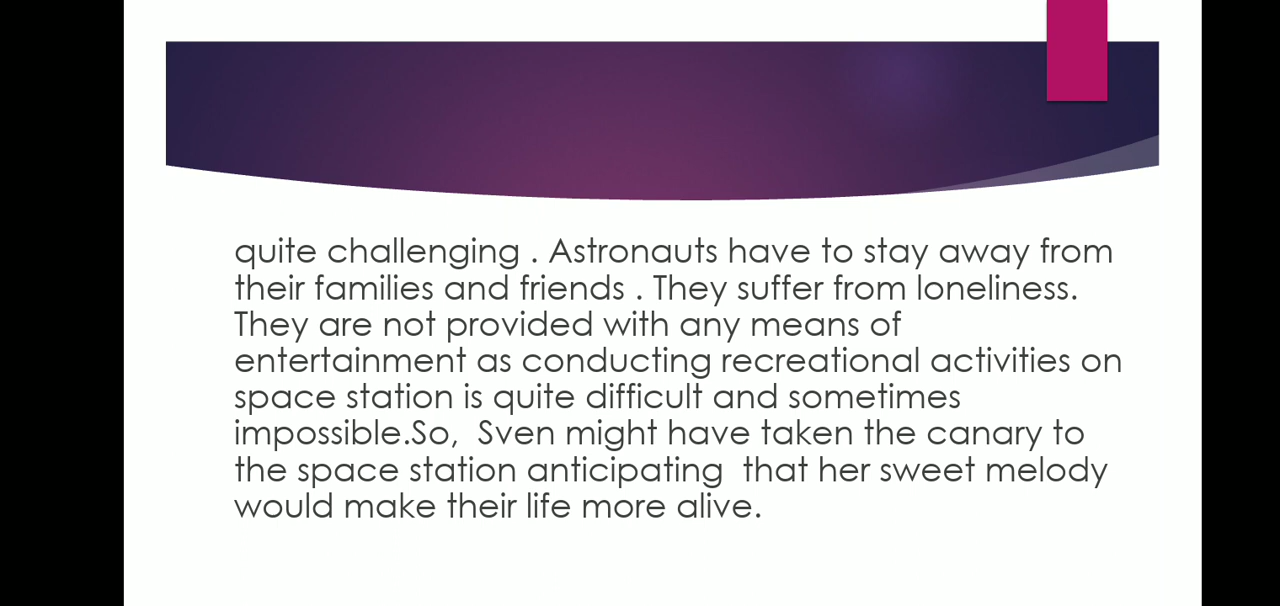 quite challenging . Astronauts have to stay away from
their families and friends . They suffer from loneliness.
They are not provided with any means of
entertainment as conducting recreational activities on
space station is quite difficult and sometimes
impossible.So,  Sven might have taken the canary to
the space station anticipating  that her sweet melody
would make their life more alive.